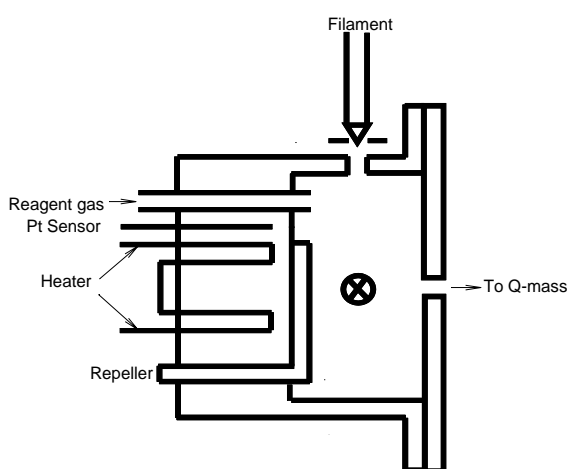 Filament
Reagent gas
Pt Sensor
Heater
To Q-mass
Repeller